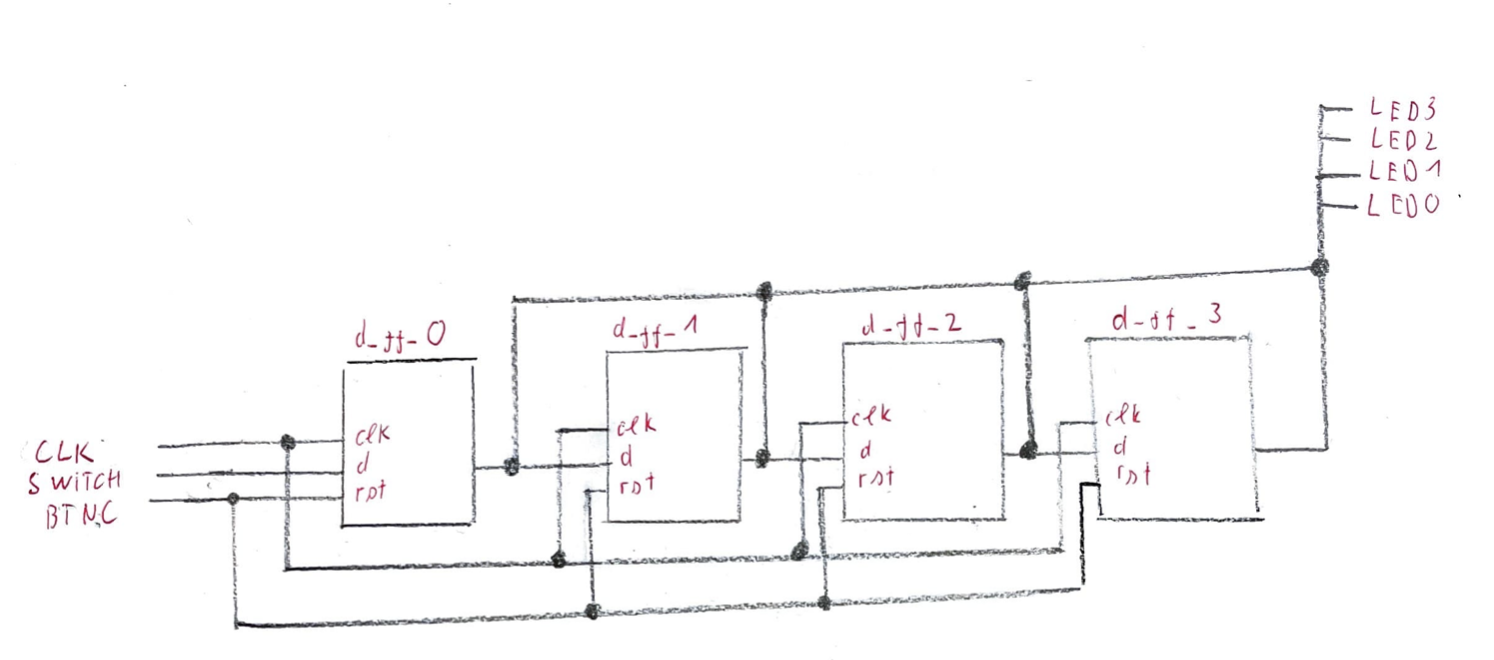 LED3
LED2
LED1
LED0
d_ff_0
d_ff_1
d_ff_2
d_ff_3
clk
d
rst
clk
d
rst
clk
d
rst
clk
d
rst
CLK
SWITCH
BTNC